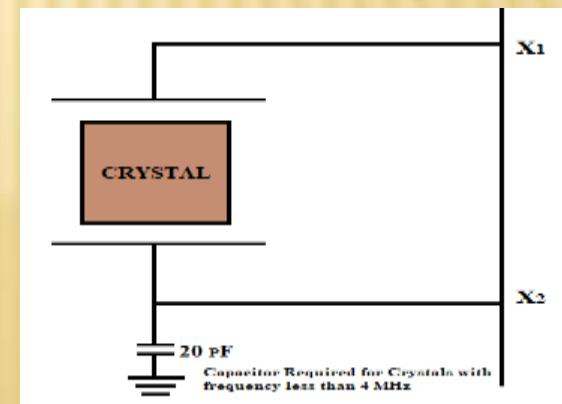 X1
CRYSTAL
X2
20 pF
Capacitor Required for Crystals with
frequency less than 4 MHz